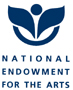 NATIONAL
ENDOWMENT
FOR THE ARTS